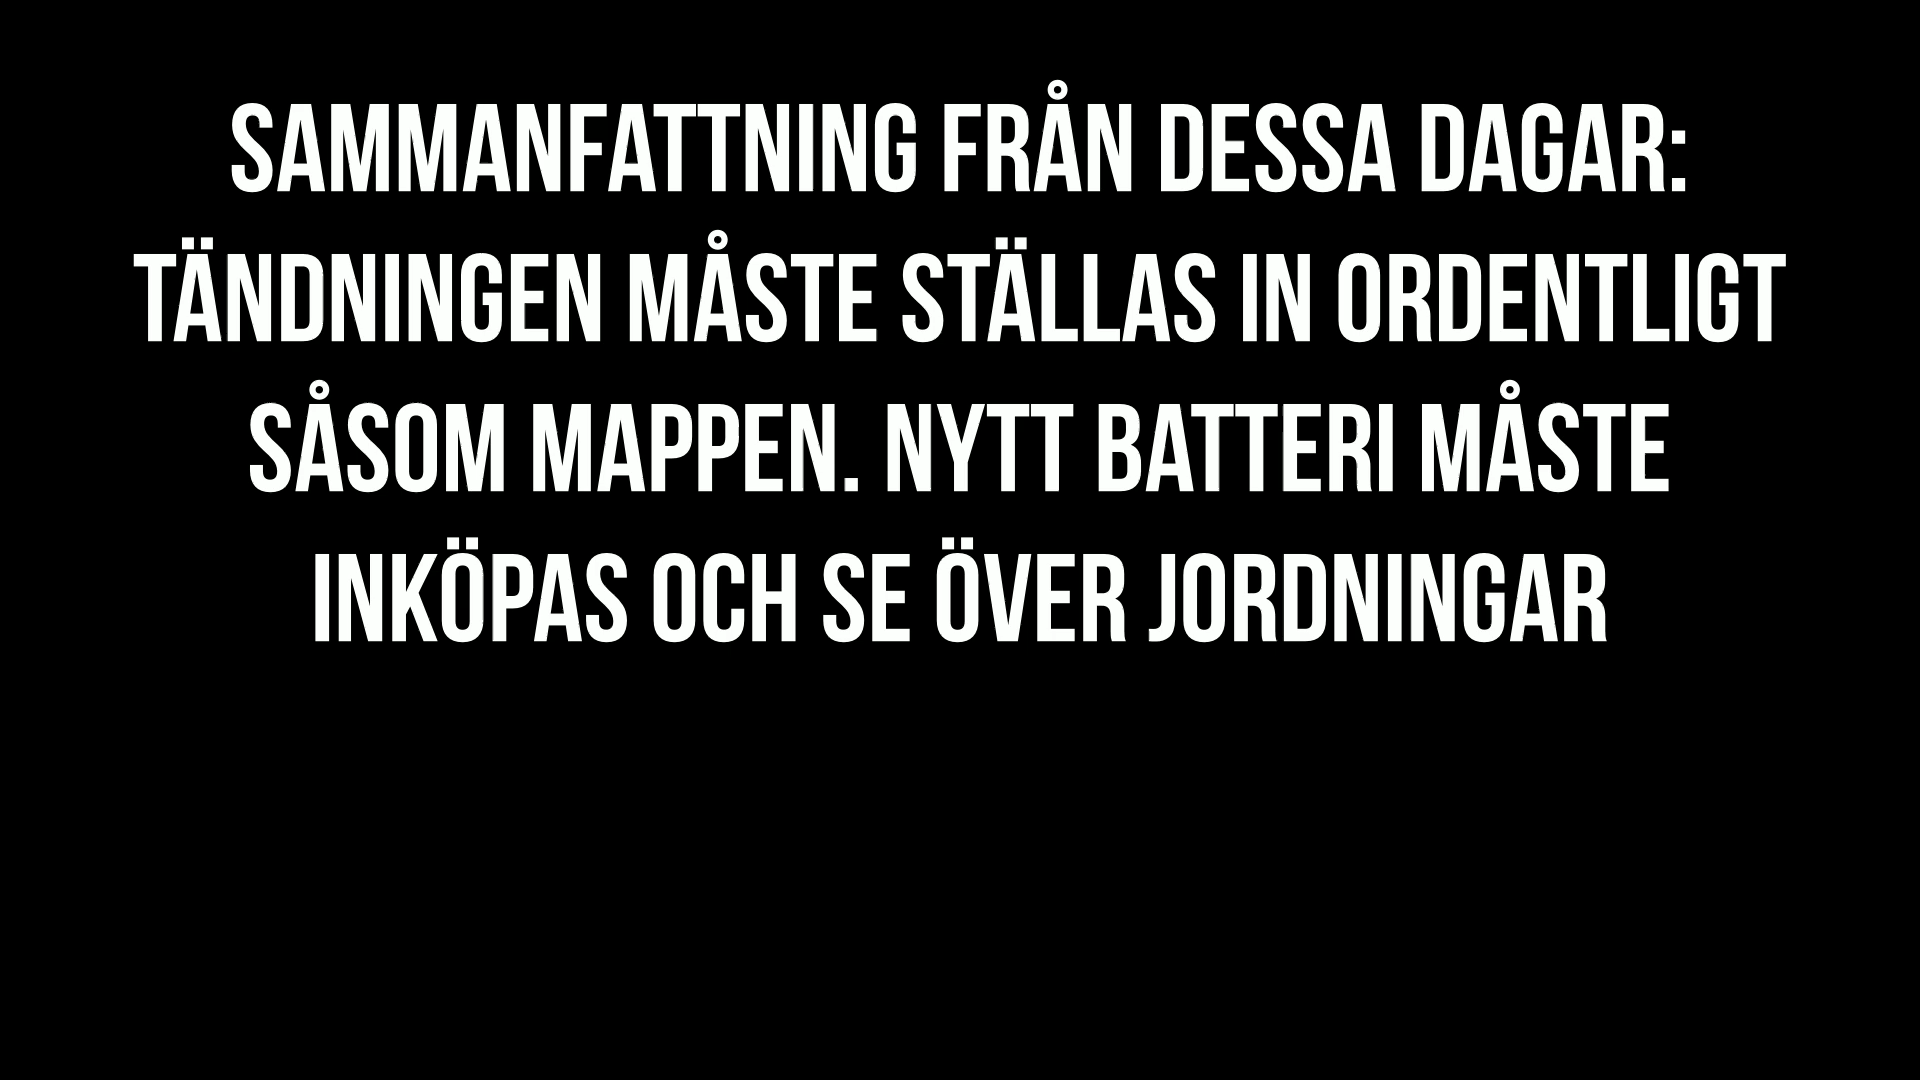 SAMMANFATTNING FRÅN DESSA DAGAR:
TÄNDNINGEN MÅSTE STÄLLAS IN ORDENTLIGT
SÅSOM MAPPEN. NYTT BATTERI MÅSTE
INKÖPAS OCH SE ÖVER JORDNINGAR